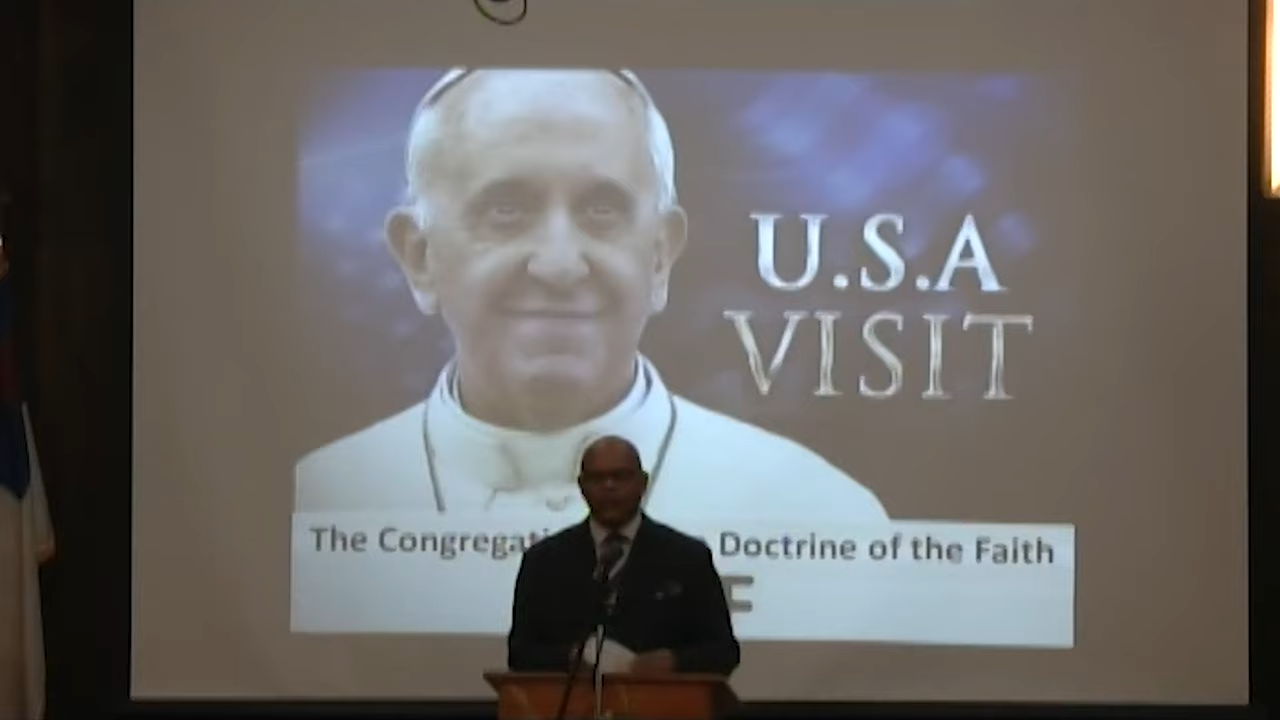 U.S.A
VISIT
The Congregati Doctrine of the Faith
F